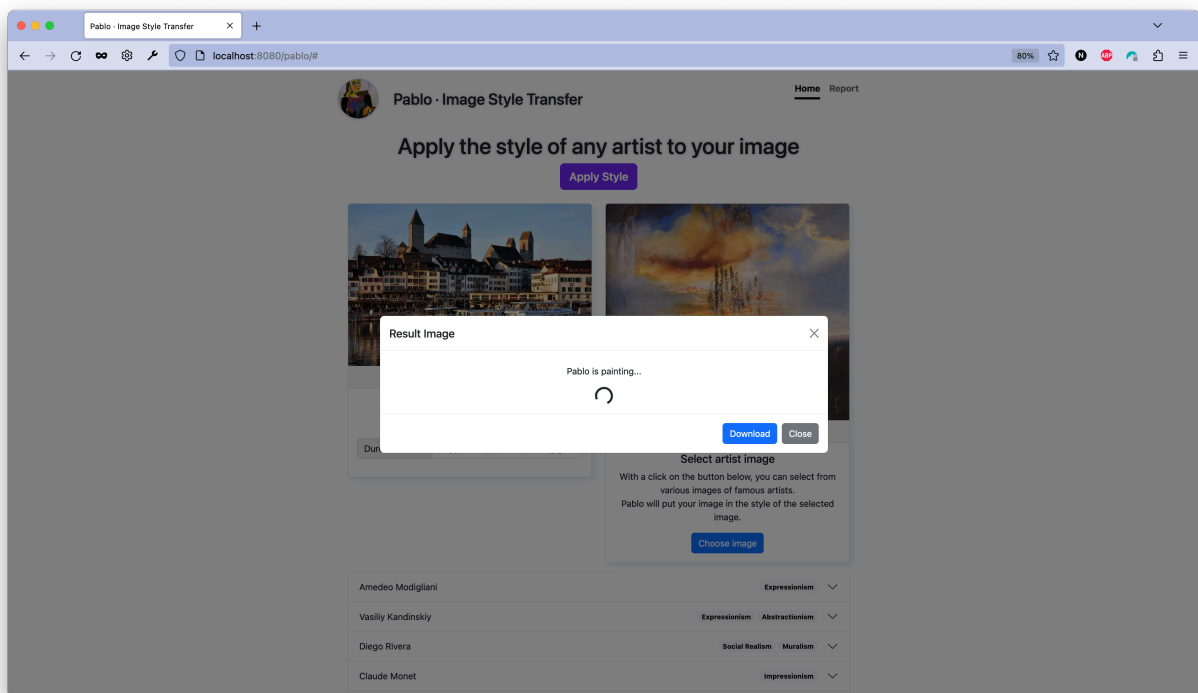 Pablo · Image Style Transfer
localhost:8080/pablo/#
80%
N
ABP
Pablo · Image Style Transfer
Home
Report
Apply the style of any artist to your image
Apply Style
Result Image
Pablo is painting...
Download
Close
Select artist image
With a click on the button below, you can select from
various images of famous artists.
Pablo will put your image in the style of the selected
image.
Choose image
Amedeo Modigliani
Expressionism
Vasiliy Kandinskiy
Expressionism
Abstractionism
Diego Rivera
Social Realism
Muralism
Claude Monet
Impressionism